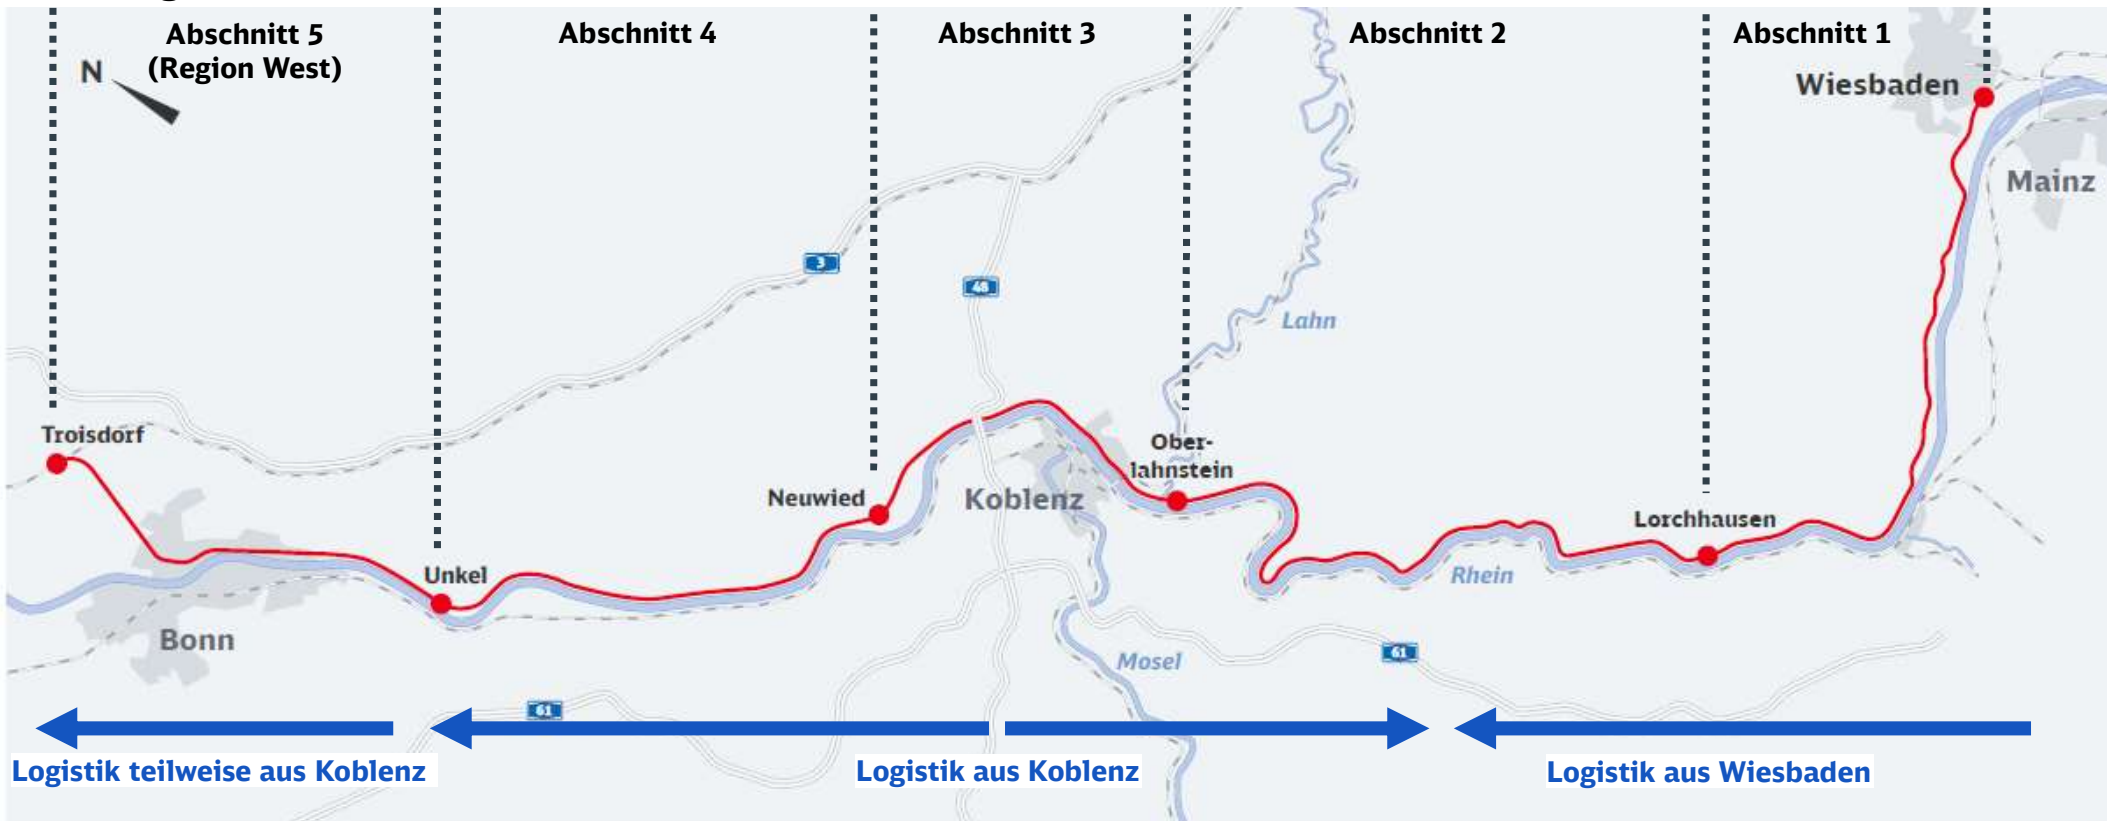 Abschnitt 5
(Region West)
Abschnitt 4
Abschnitt 3
Abschnitt 2
Abschnitt 1
N
Wiesbaden
Mainz
3
48
Lahn
Troisdorf
Ober-
lahnstein
Neuwied
Koblenz
Lorchhausen
Unkel
Rhein
Bonn
Mosel
61
61
Logistik teilweise aus Koblenz
Logistik aus Koblenz
Logistik aus Wiesbaden